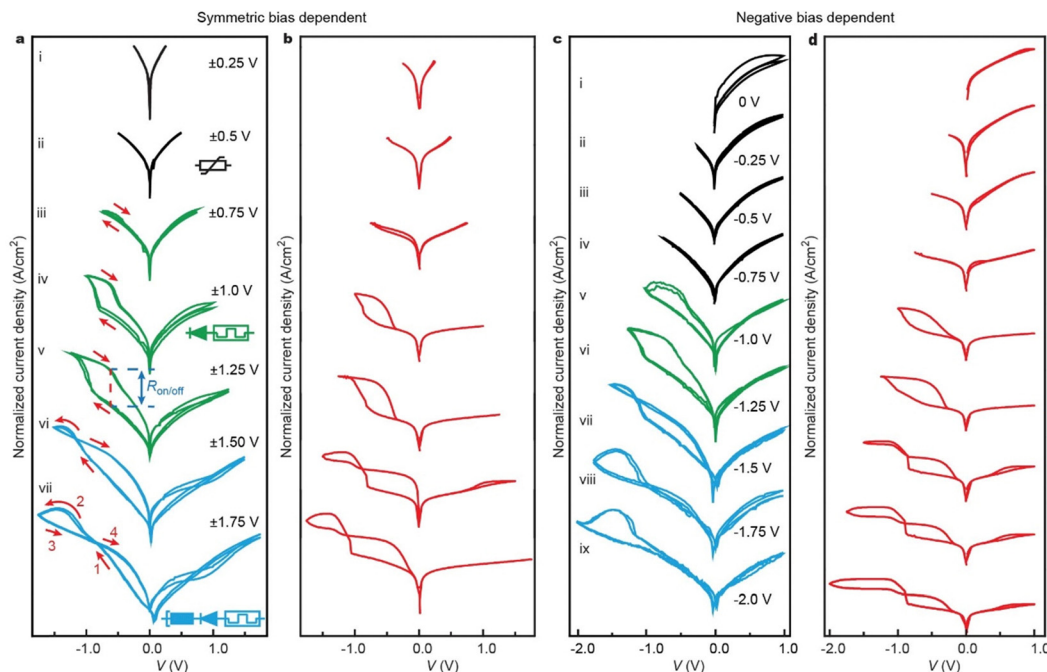 Symmetric bias dependent
Negative bias dependent
a
b
c
d
Normalized current density (A/cm²)
i
±0.25 V
ii
±0.5 V
iii
±0.75 V
iv
±1.0 V
v
±1.25 V
R on/off
vi
±1.50 V
vii
±1.75 V
2
4
3
1
-1.0 0.0 1.0
V (V)
Normalized current density (A/cm²)
-1.0 0.0 1.0
V (V)
Normalized current density (A/cm²)
i
0 V
ii
-0.25 V
iii
-0.5 V
iv
-0.75 V
v
-1.0 V
vi
-1.25 V
vii
-1.5 V
viii
-1.75 V
ix
-2.0 V
2.0 -1.0 0.0 1.0
V (V)
Normalized current density (A/cm²)
2.0 -1.0 0.0 1.0
V (V)